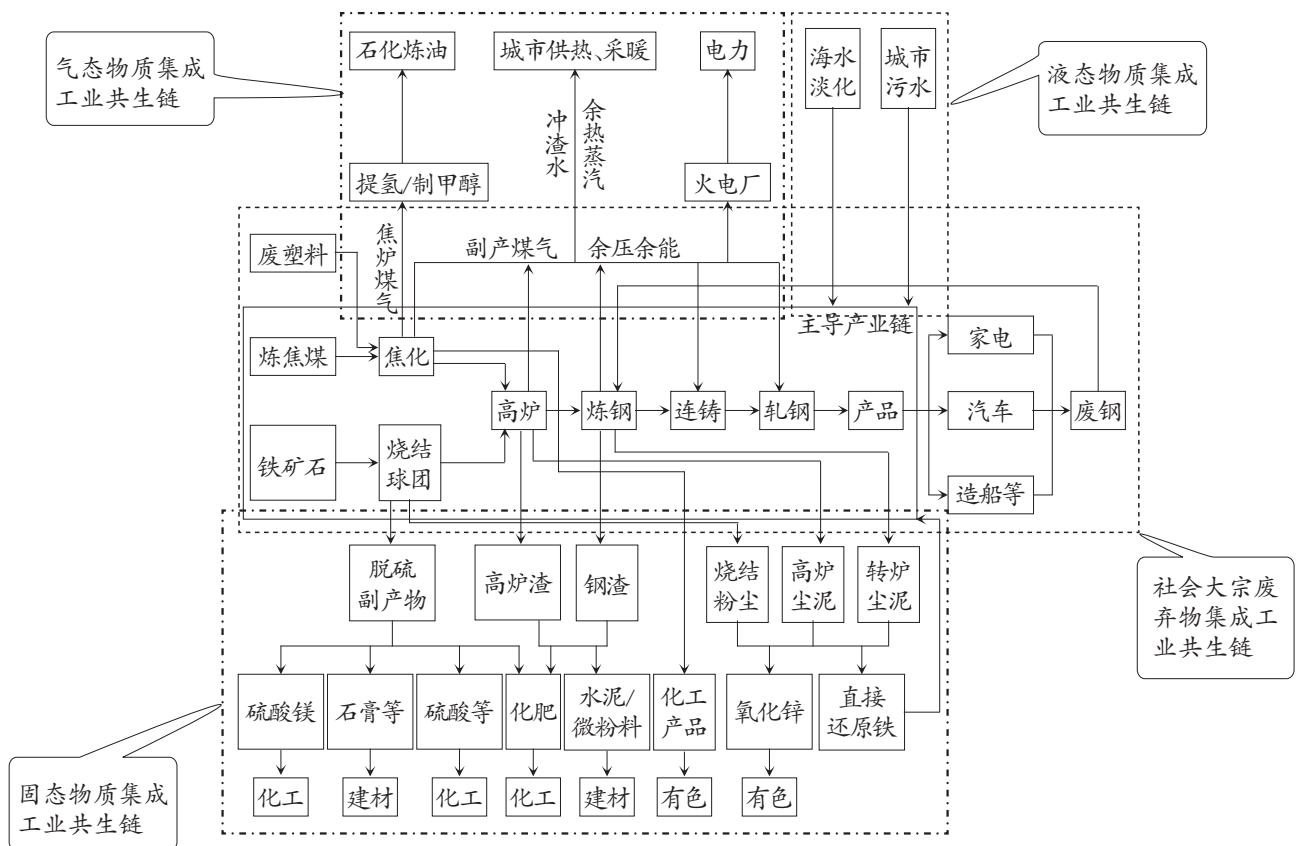 气态物质集成
工业共生链
石化炼油
城市供热、采暖
电力
海水
淡化
城市
污水
液态物质集成
工业共生链
冲渣水
余热蒸汽
提氢/制甲醇
火电厂
废塑料
焦炉煤气
副产煤气
余压余能
主导产业链
家电
炼焦煤
焦化
高炉
炼钢
连铸
轧钢
产品
汽车
废钢
铁矿石
烧结
球团
造船等
脱硫
副产物
高炉渣
钢渣
烧结
粉尘
高炉
尘泥
转炉
尘泥
社会大宗废
弃物集成工
业共生链
硫酸镁
石膏等
硫酸等
化肥
水泥/
微粉料
化工
产品
氧化锌
直接
还原铁
固态物质集成
工业共生链
化工
建材
化工
化工
建材
有色
有色